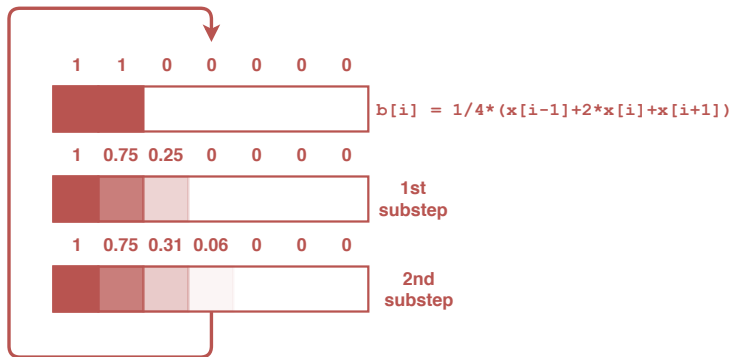 1 1 0 0 0 0 0
b[i] = 1/4*(x[i-1]+2*x[i]+x[i+1])
1 0.75 0.25 0 0 0 0
1st
substep
1 0.75 0.31 0.06 0 0 0
2nd
substep